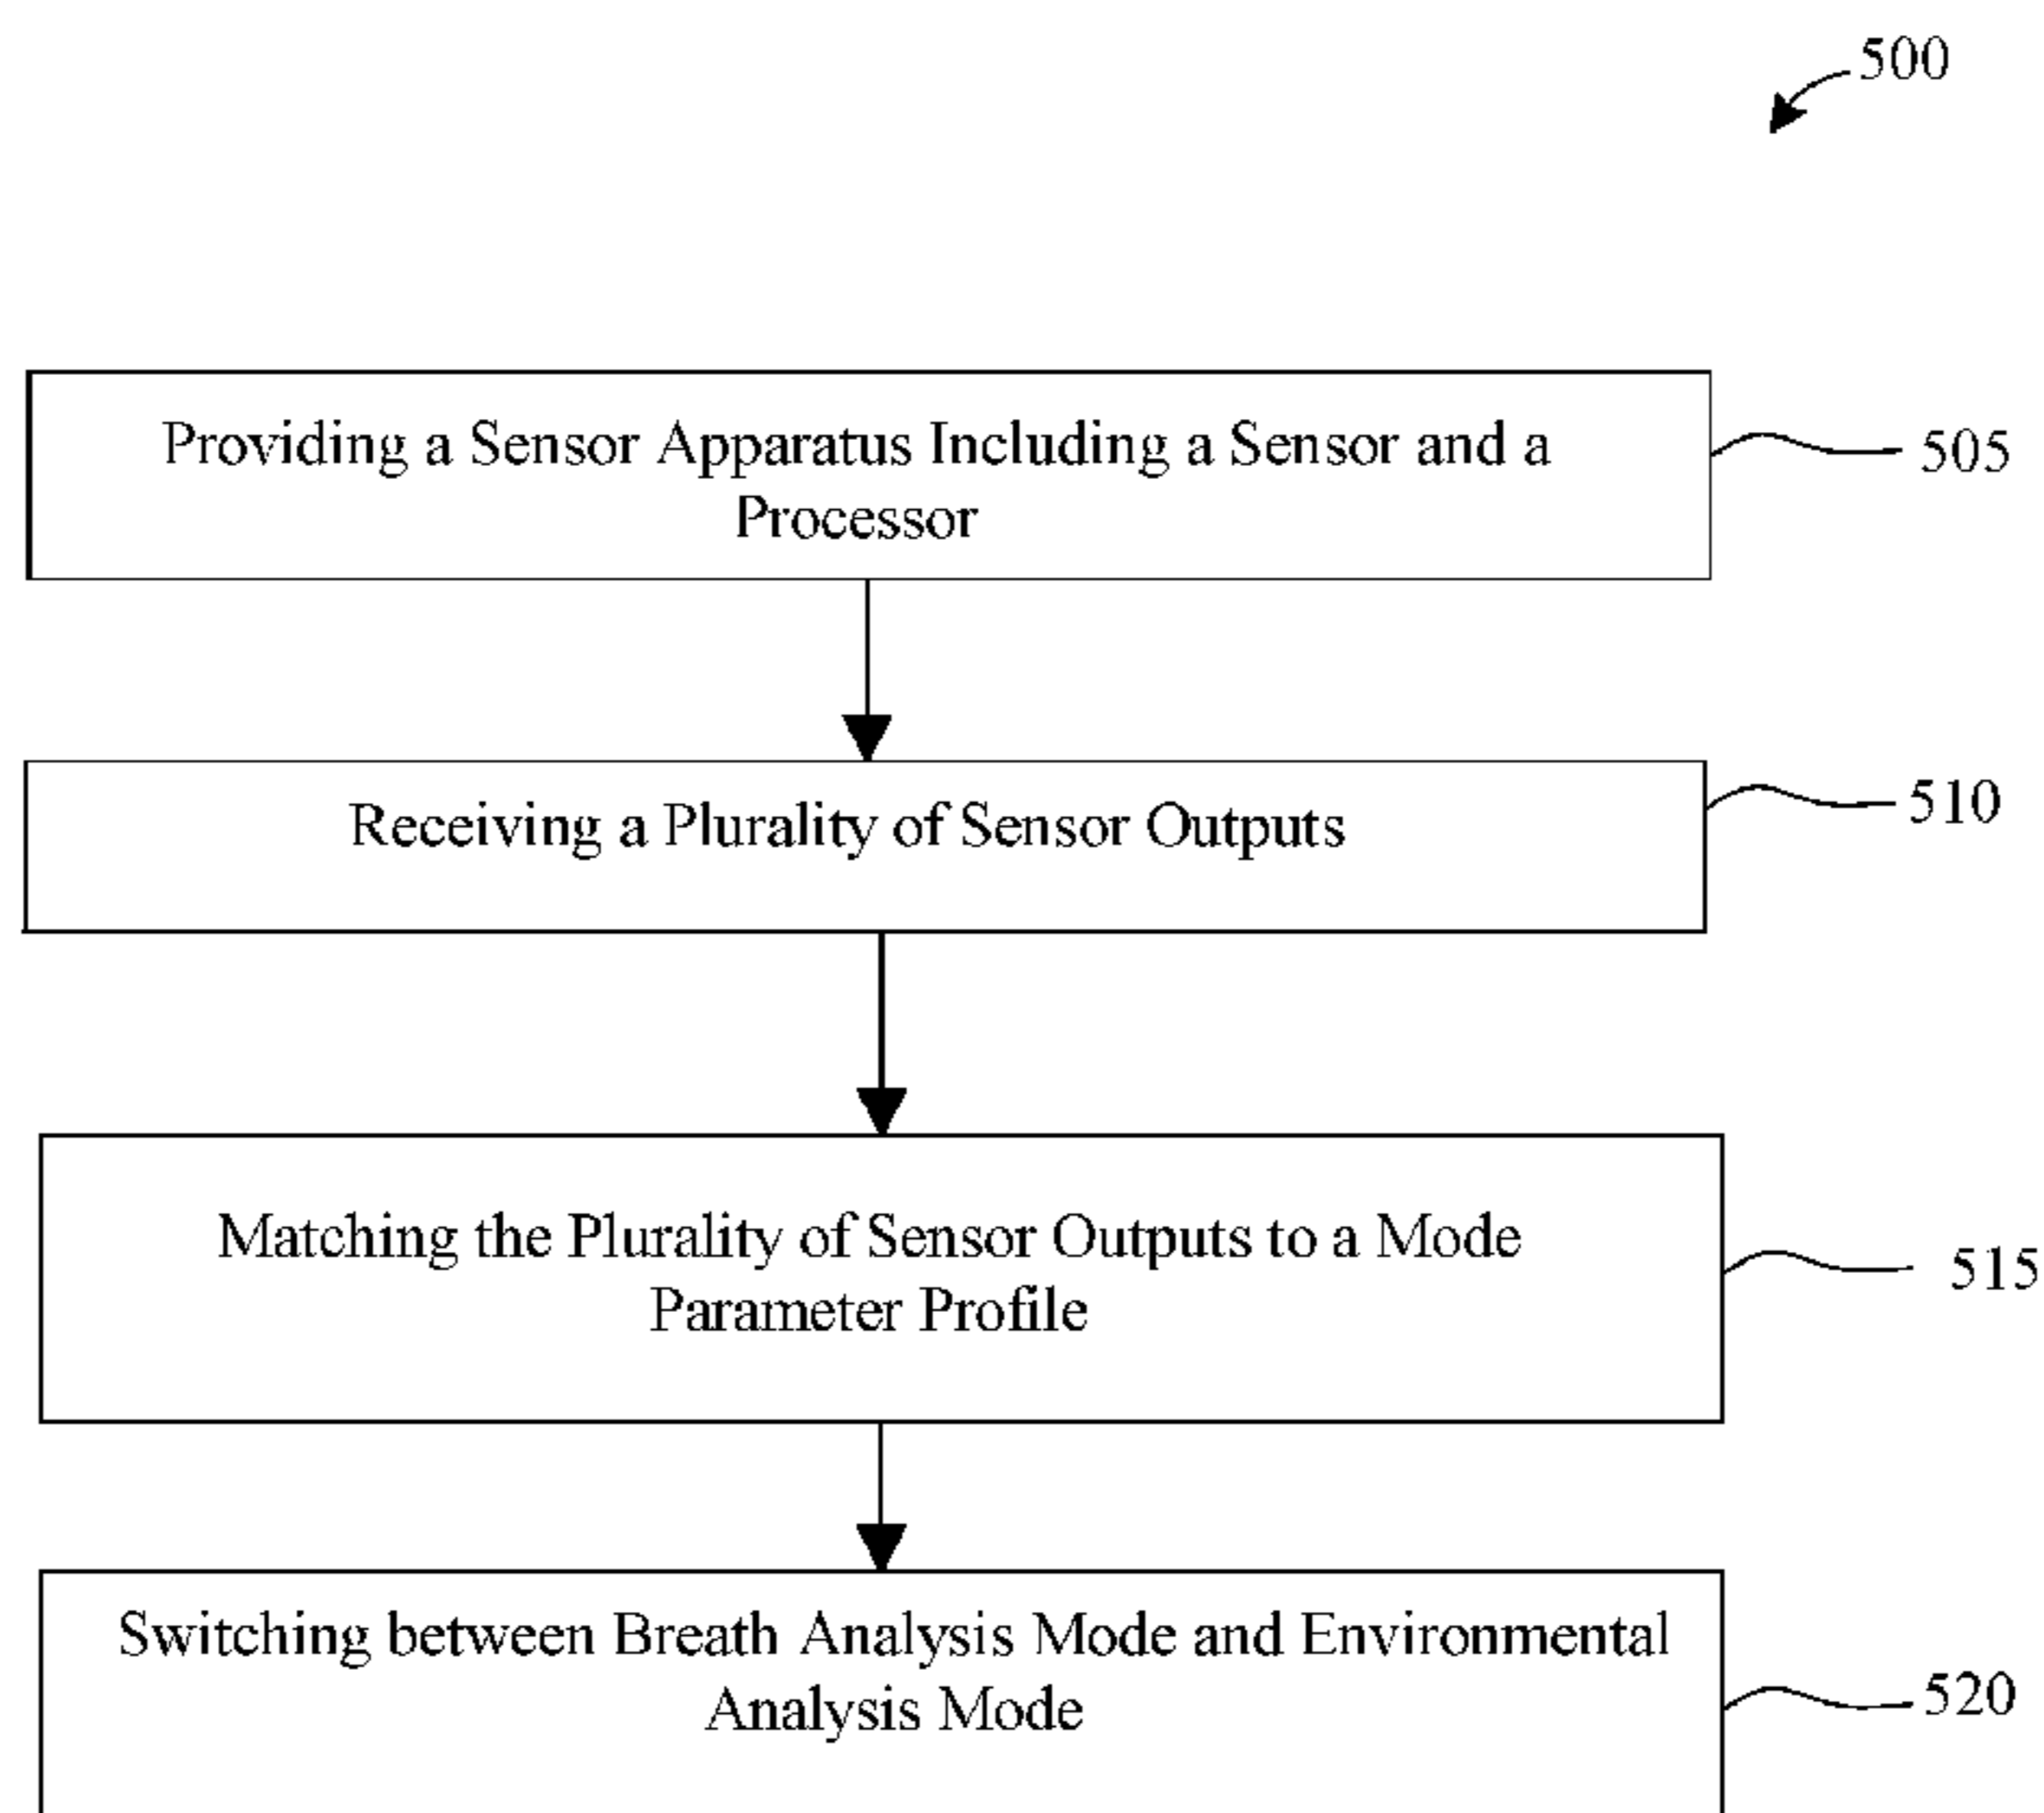 500
Providing a Sensor Apparatus Including a Sensor and a
Processor
505
Receiving a Plurality of Sensor Outputs
510
Matching the Plurality of Sensor Outputs to a Mode
Parameter Profile
515
Switching between Breath Analysis Mode and Environmental
Analysis Mode
520